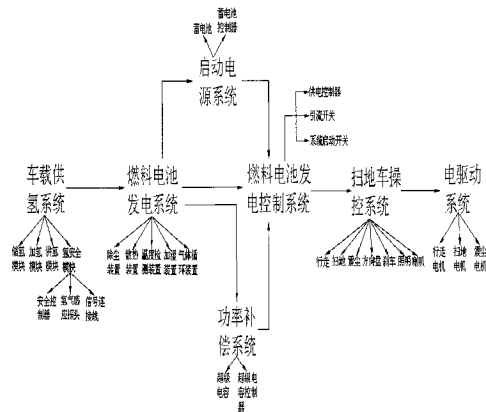 蓄电池
蓄电池
控制器
启动电
源系统
供电控制器
引流开关
系统启动开关
车载供
氢系统
燃料电池
发电系统
燃料电池发
电控制系统
扫地车操
控系统
电驱动
系统
储氢
模块
加氢
模块
供氢
模块
氢安全
模块
除尘
装置
散热
装置
温度检
测装置
加湿
装置
气体循
环装置
行走
扫地
震尘
方向盘
刹车
照明
喇叭
行走
电机
扫地
电机
震尘
电机
安全控
制器
氢气感
应探头
信号连
接线
功率补
偿系统
超级
电容
超级电
容控制
器